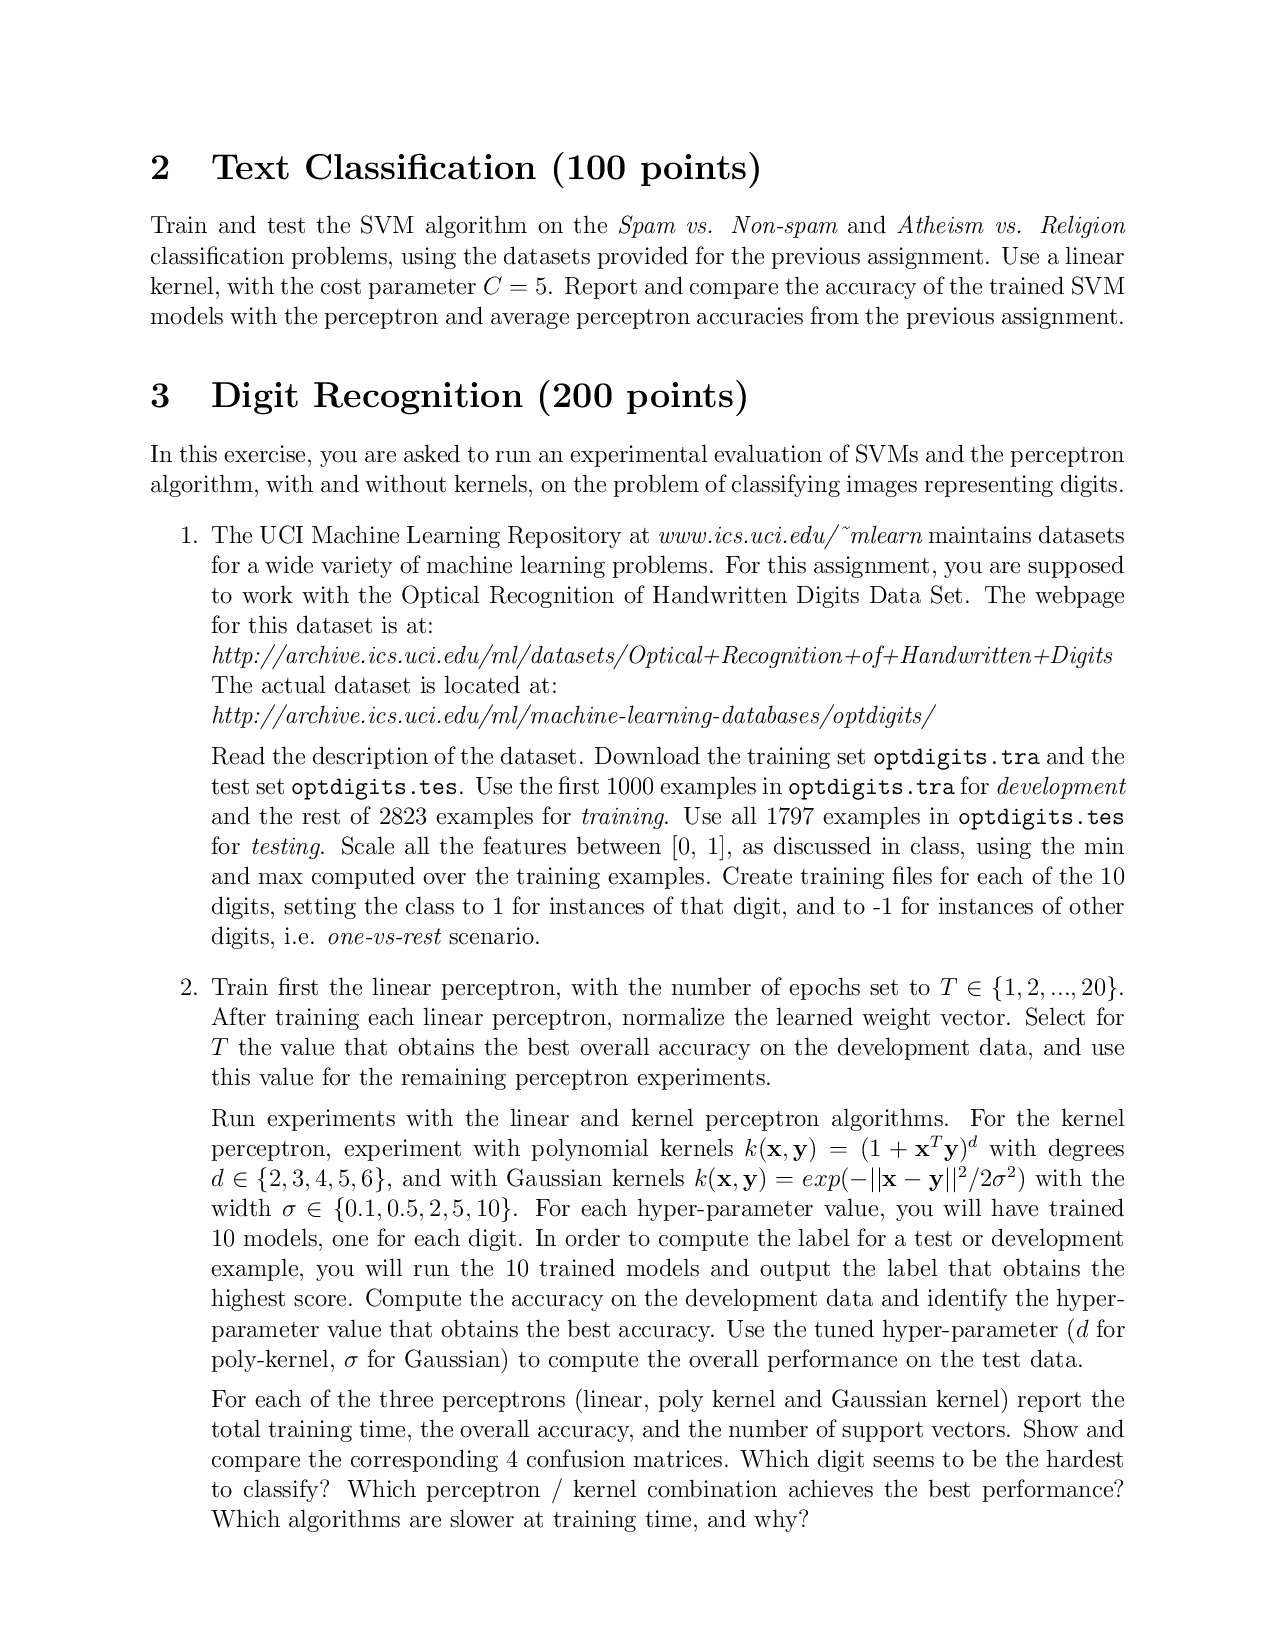 2 Text Classification (100 points)
Train and test the SVM algorithm on the Spam vs. Non-spam and Atheism vs. Religion
classification problems, using the datasets provided for the previous assignment. Use a linear
kernel, with the cost parameter C = 5. Report and compare the accuracy of the trained SVM
models with the perceptron and average perceptron accuracies from the previous assignment.
3 Digit Recognition (200 points)
In this exercise, you are asked to run an experimental evaluation of SVMs and the perceptron
algorithm, with and without kernels, on the problem of classifying images representing digits.
1. The UCI Machine Learning Repository at www.ics.uci.edu/˜mlearn maintains datasets
for a wide variety of machine learning problems. For this assignment, you are supposed
to work with the Optical Recognition of Handwritten Digits Data Set. The webpage
for this dataset is at:
http://archive.ics.uci.edu/ml/datasets/Optical+Recognition+of+Handwritten+Digits
The actual dataset is located at:
http://archive.ics.uci.edu/ml/machine-learning-databases/optdigits/
Read the description of the dataset. Download the training set optdigits.tra and the
test set optdigits.tes. Use the first 1000 examples in optdigits.tra for development
and the rest of 2823 examples for training. Use all 1797 examples in optdigits.tes
for testing. Scale all the features between [0, 1], as discussed in class, using the min
and max computed over the training examples. Create training files for each of the 10
digits, setting the class to 1 for instances of that digit, and to -1 for instances of other
digits, i.e. one-vs-rest scenario.
2. Train first the linear perceptron, with the number of epochs set to T ∈ {1, 2, ..., 20}.
After training each linear perceptron, normalize the learned weight vector. Select for
T the value that obtains the best overall accuracy on the development data, and use
this value for the remaining perceptron experiments.
Run experiments with the linear and kernel perceptron algorithms. For the kernel
perceptron, experiment with polynomial kernels k(x, y) = (1 + x^T y)^d with degrees
d ∈ {2, 3, 4, 5, 6}, and with Gaussian kernels k(x, y) = exp(−||x − y||²/2σ²) with the
width σ ∈ {0.1, 0.5, 2, 5, 10}. For each hyper-parameter value, you will have trained
10 models, one for each digit. In order to compute the label for a test or development
example, you will run the 10 trained models and output the label that obtains the
highest score. Compute the accuracy on the development data and identify the hyper-
parameter value that obtains the best accuracy. Use the tuned hyper-parameter (d for
poly-kernel, σ for Gaussian) to compute the overall performance on the test data.
For each of the three perceptrons (linear, poly kernel and Gaussian kernel) report the
total training time, the overall accuracy, and the number of support vectors. Show and
compare the corresponding 4 confusion matrices. Which digit seems to be the hardest
to classify? Which perceptron / kernel combination achieves the best performance?
Which algorithms are slower at training time, and why?